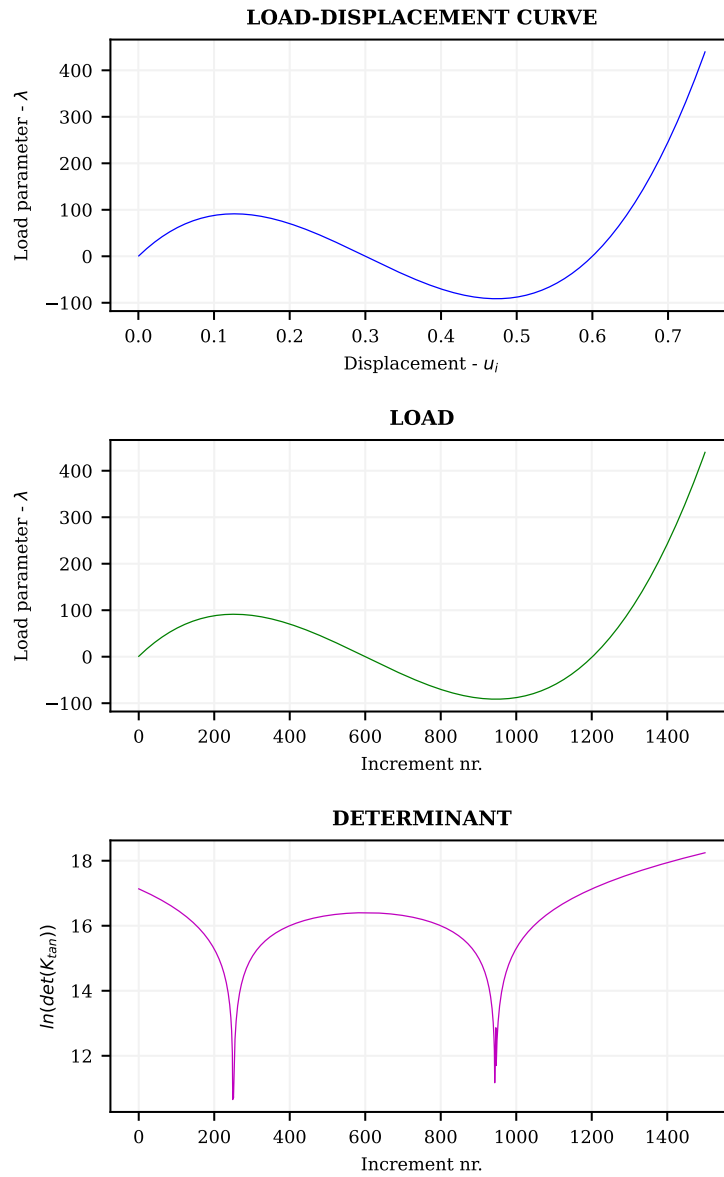 LOAD-DISPLACEMENT CURVE
Load parameter - λ
400
300
200
100
0
−100
0.0 0.1 0.2 0.3 0.4 0.5 0.6 0.7
Displacement - u_i
LOAD
Load parameter - λ
400
300
200
100
0
−100
0 200 400 600 800 1000 1200 1400
Increment nr.
DETERMINANT
ln(det(K_tan))
18
16
14
12
0 200 400 600 800 1000 1200 1400
Increment nr.